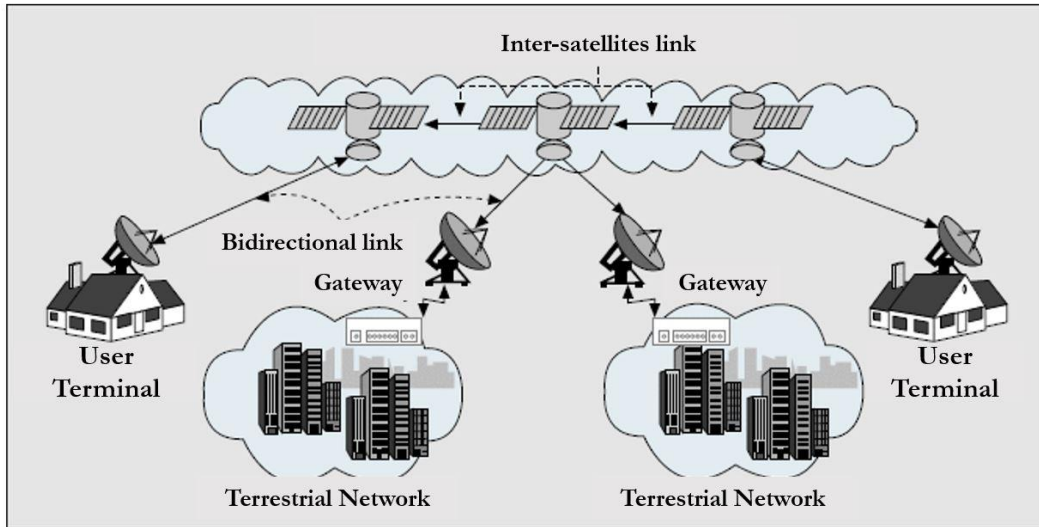 Inter-satellites link
Bidirectional link
Gateway
Gateway
User
Terminal
User
Terminal
Terrestrial Network
Terrestrial Network